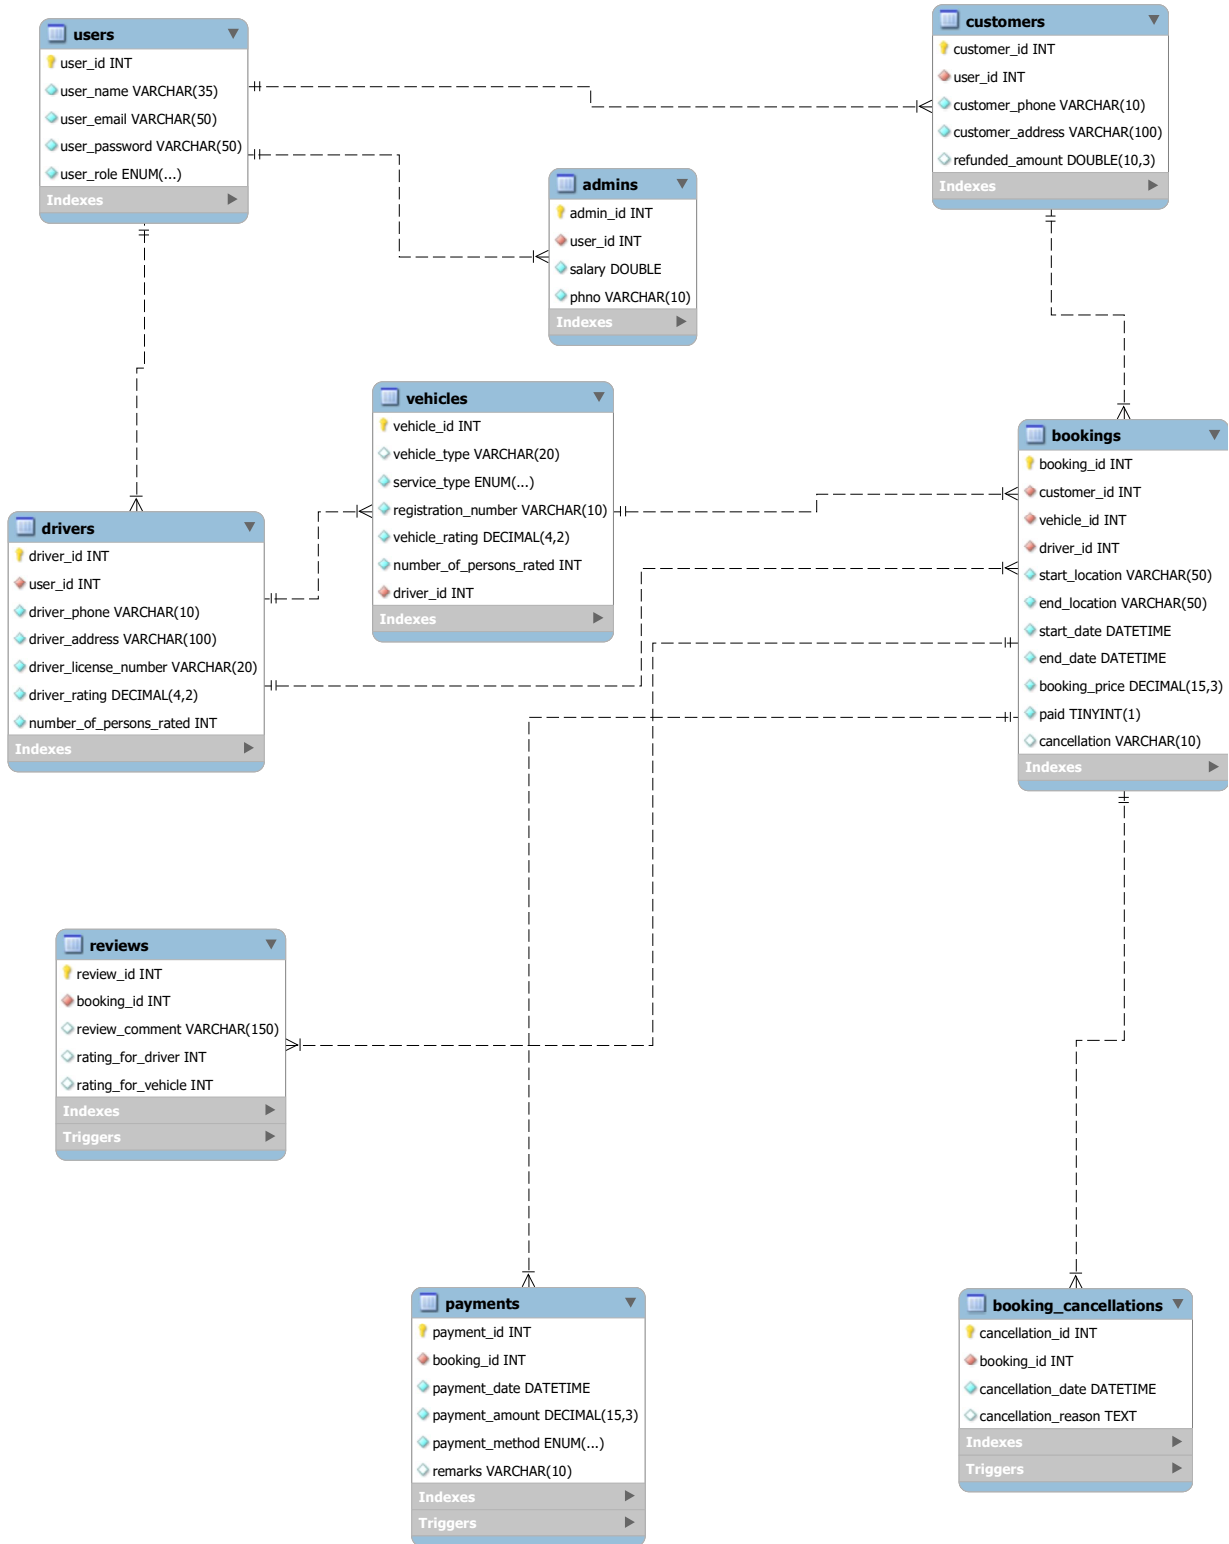 users
user_id INT
user_name VARCHAR(35)
user_email VARCHAR(50)
user_password VARCHAR(50)
user_role ENUM(...)
Indexes
customers
customer_id INT
user_id INT
customer_phone VARCHAR(10)
customer_address VARCHAR(100)
refunded_amount DOUBLE(10,3)
Indexes
admins
admin_id INT
user_id INT
salary DOUBLE
phno VARCHAR(10)
Indexes
vehicles
vehicle_id INT
vehicle_type VARCHAR(20)
service_type ENUM(...)
registration_number VARCHAR(10)
vehicle_rating DECIMAL(4,2)
number_of_persons_rated INT
driver_id INT
Indexes
bookings
booking_id INT
customer_id INT
vehicle_id INT
driver_id INT
start_location VARCHAR(50)
end_location VARCHAR(50)
start_date DATETIME
end_date DATETIME
booking_price DECIMAL(15,3)
paid TINYINT(1)
cancellation VARCHAR(10)
Indexes
drivers
driver_id INT
user_id INT
driver_phone VARCHAR(10)
driver_address VARCHAR(100)
driver_license_number VARCHAR(20)
driver_rating DECIMAL(4,2)
number_of_persons_rated INT
Indexes
reviews
review_id INT
booking_id INT
review_comment VARCHAR(150)
rating_for_driver INT
rating_for_vehicle INT
Indexes
Triggers
payments
payment_id INT
booking_id INT
payment_date DATETIME
payment_amount DECIMAL(15,3)
payment_method ENUM(...)
remarks VARCHAR(10)
Indexes
Triggers
booking_cancellations
cancellation_id INT
booking_id INT
cancellation_date DATETIME
cancellation_reason TEXT
Indexes
Triggers